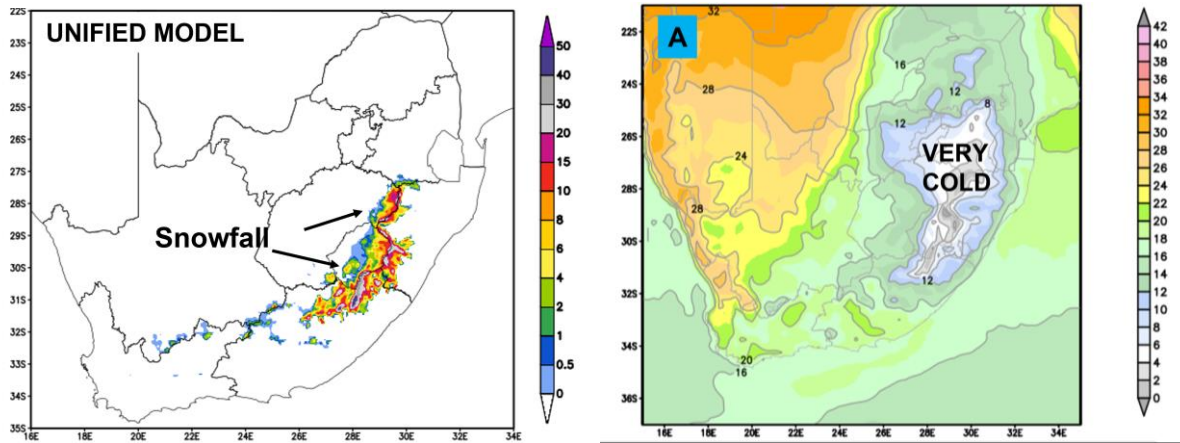 UNIFIED MODEL
Snowfall
22S
23S
24S
25S
26S
27S
28S
29S
30S
31S
32S
33S
34S
35S
16E
18E
20E
22E
24E
26E
28E
30E
32E
34E
50
40
30
20
15
10
8
6
4
2
1
0.5
0
A
VERY
COLD
32
16
28
12
8
12
24
28
12
20
16
22S
24S
26S
28S
30S
32S
34S
36S
16E
18E
20E
22E
24E
26E
28E
30E
32E
34E
42
40
38
36
34
32
30
28
26
24
22
20
18
16
14
12
10
8
6
4
2
0